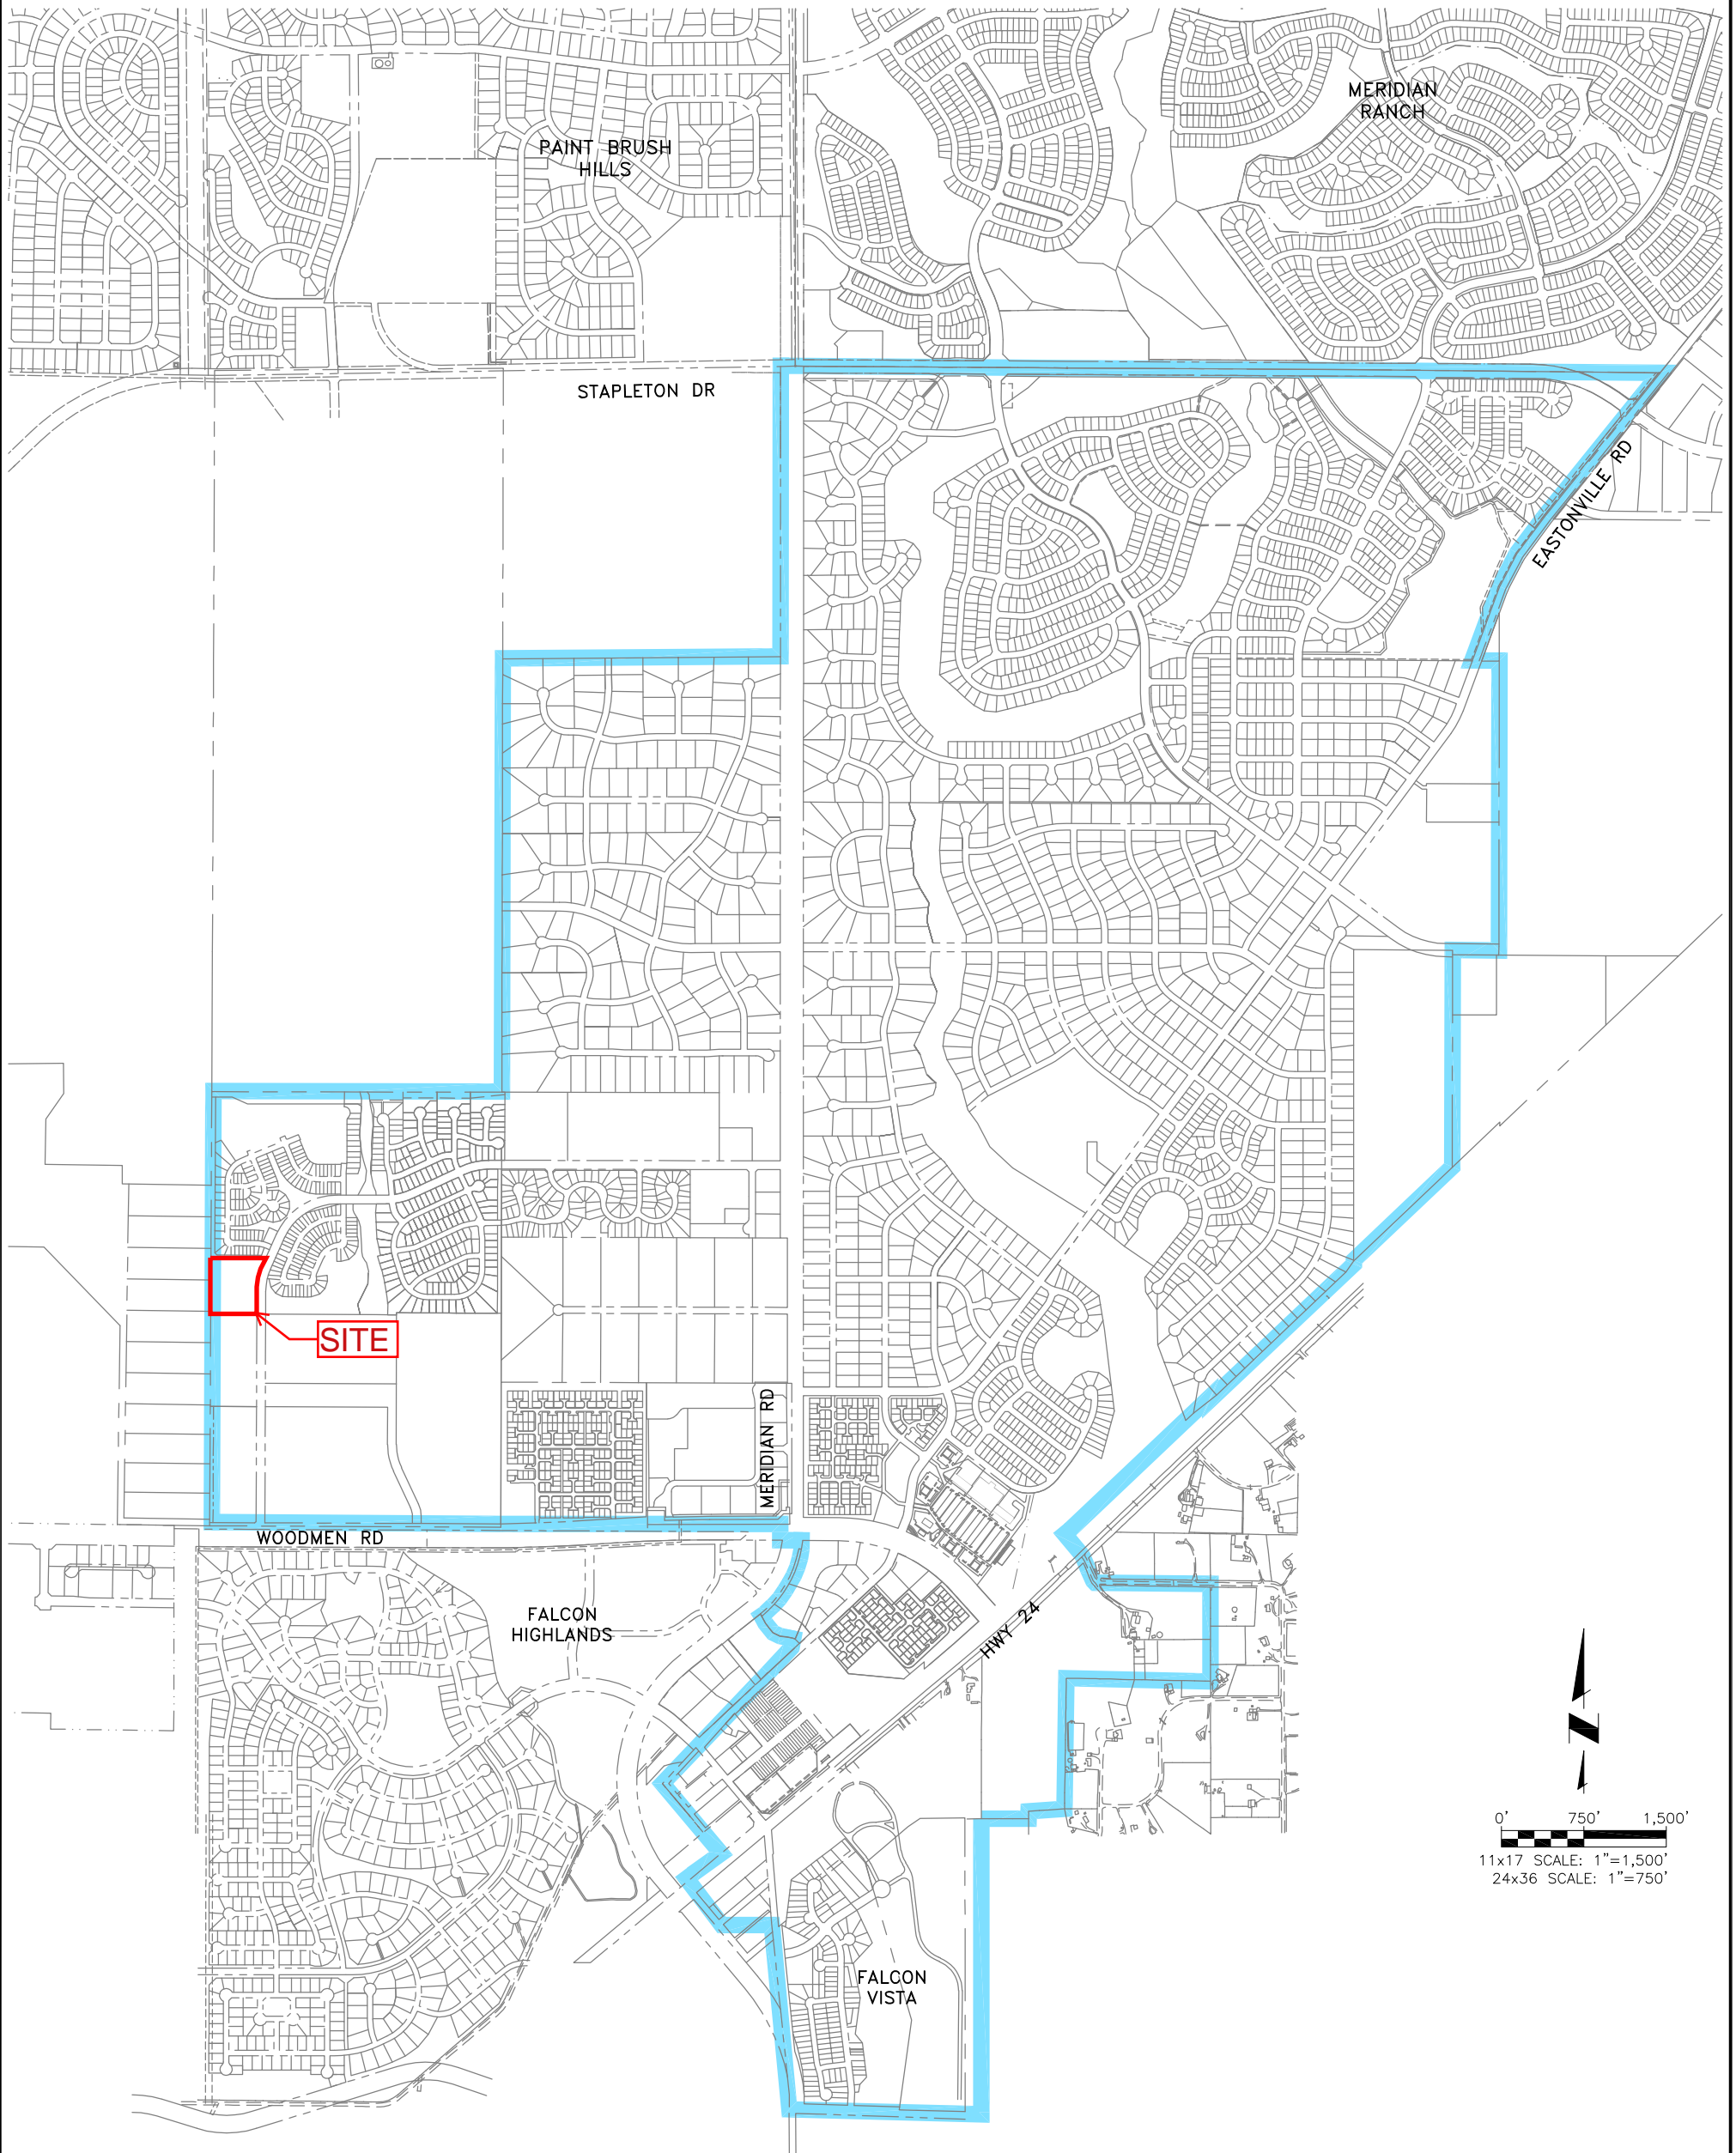 MERIDIAN
RANCH
PAINT BRUSH
HILLS
STAPLETON DR
EASTONVILLE RD
SITE
MERIDIAN RD
WOODMEN RD
FALCON
HIGHLANDS
HWY 24
N
0' 750' 1,500'
11x17 SCALE: 1"=1,500'
24x36 SCALE: 1"=750'
FALCON
VISTA